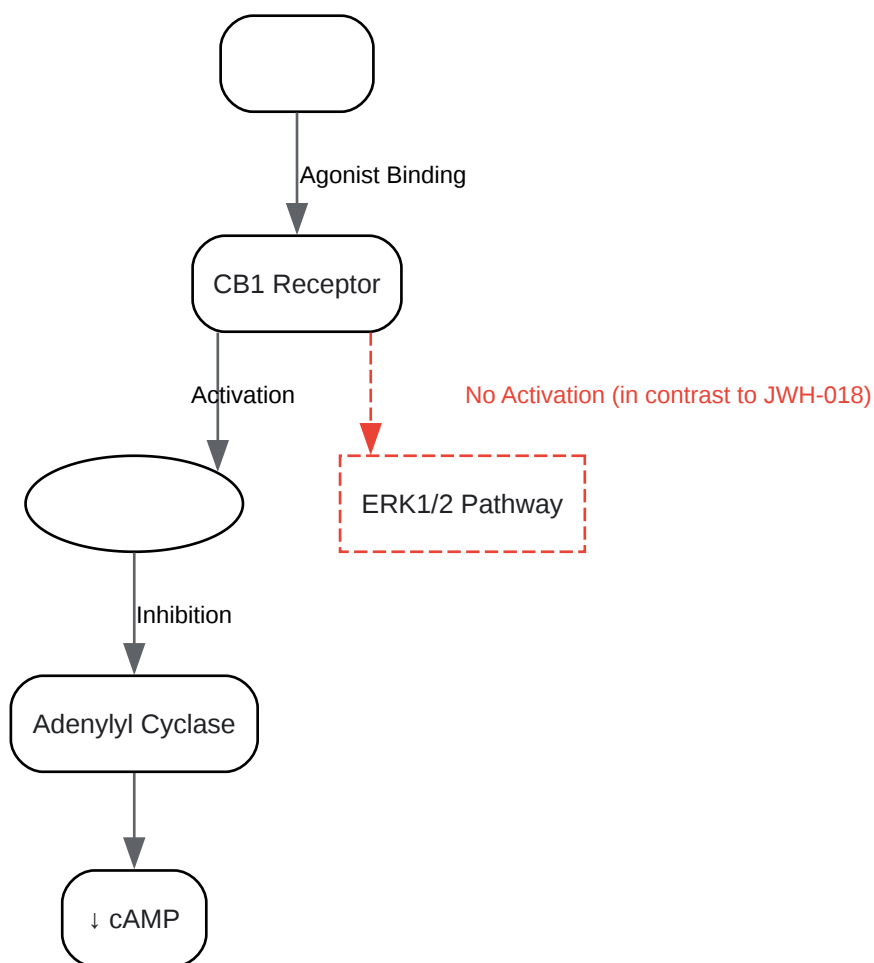 Agonist Binding
CB1 Receptor
Activation
No Activation (in contrast to JWH-018)
ERK1/2 Pathway
Inhibition
Adenylyl Cyclase
↓ cAMP